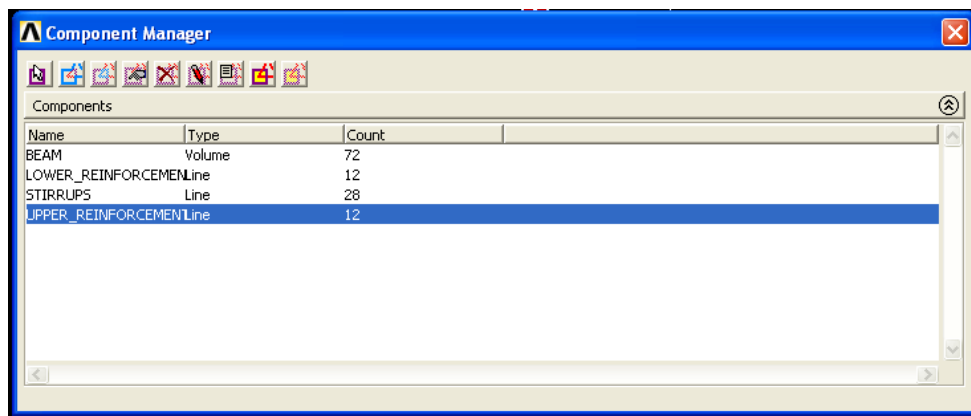 Component Manager
Components
Name Type Count
BEAM Volume 72
LOWER_REINFORCEMEN Line 12
STIRRUPS Line 28
UPPER_REINFORCEMENT Line 12